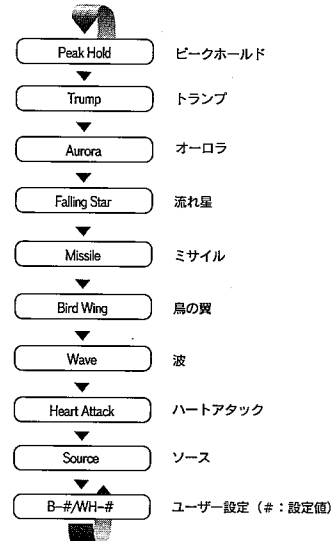 Peak Hold ピークホールド
Trump トランプ
Aurora オーロラ
Falling Star 流れ星
Missile ミサイル
Bird Wing 鳥の翼
Wave 波
Heart Attack ハートアタック
Source ソース
B-#/WH-# ユーザー設定（#：設定値）